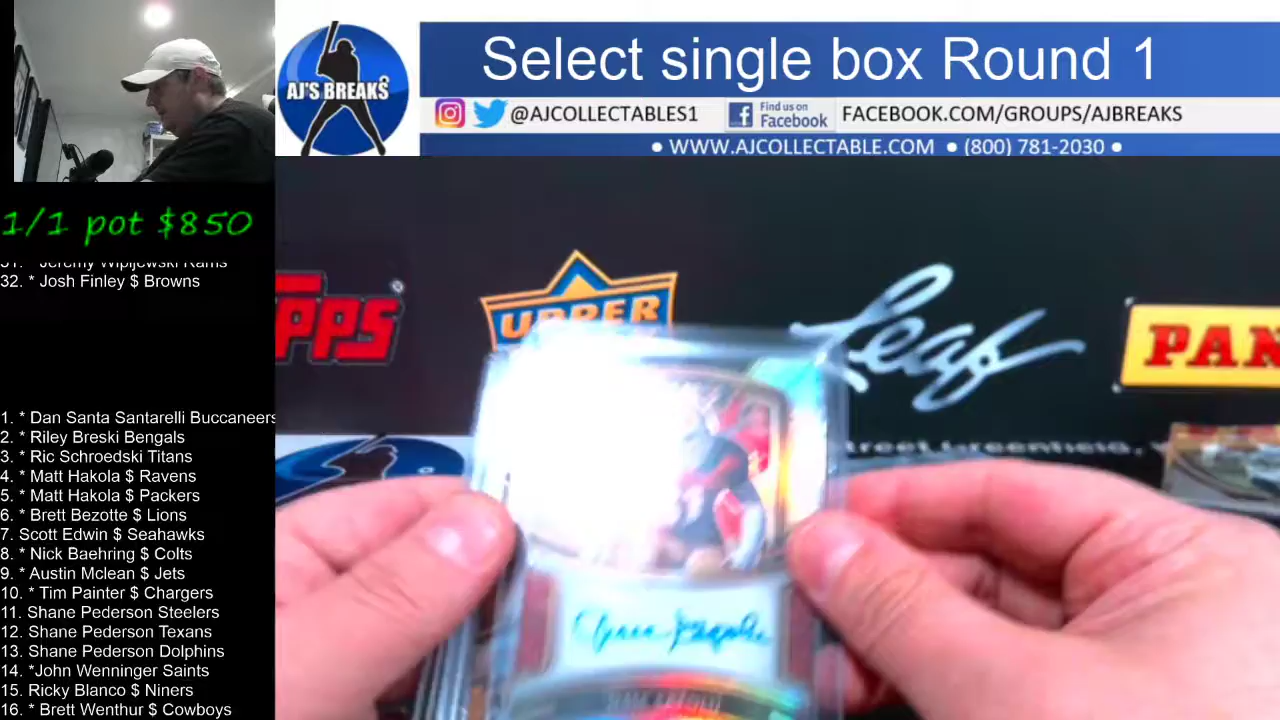 AJ'S BREAKS
Select single box Round 1
@AJCOLLECTABLES1
Find us on
Facebook
FACEBOOK.COM/GROUPS/AJBREAKS
• WWW.AJCOLLECTABLE.COM • (800) 781-2030 •
1/1 pot $850
31. * Jeremy Wipijewski Rams
32. * Josh Finley $ Browns
1. * Dan Santa Santarelli Buccaneers
2. * Riley Breski Bengals
3. * Ric Schroedski Titans
4. * Matt Hakola $ Ravens
5. * Matt Hakola $ Packers
6. * Brett Bezotte $ Lions
7. Scott Edwin $ Seahawks
8. * Nick Baehring $ Colts
9. * Austin Mclean $ Jets
10. * Tim Painter $ Chargers
11. Shane Pederson Steelers
12. Shane Pederson Texans
13. Shane Pederson Dolphins
14. *John Wenninger Saints
15. Ricky Blanco $ Niners
16. * Brett Wenthur $ Cowboys
PPS
UPPER
Leaf
PAN